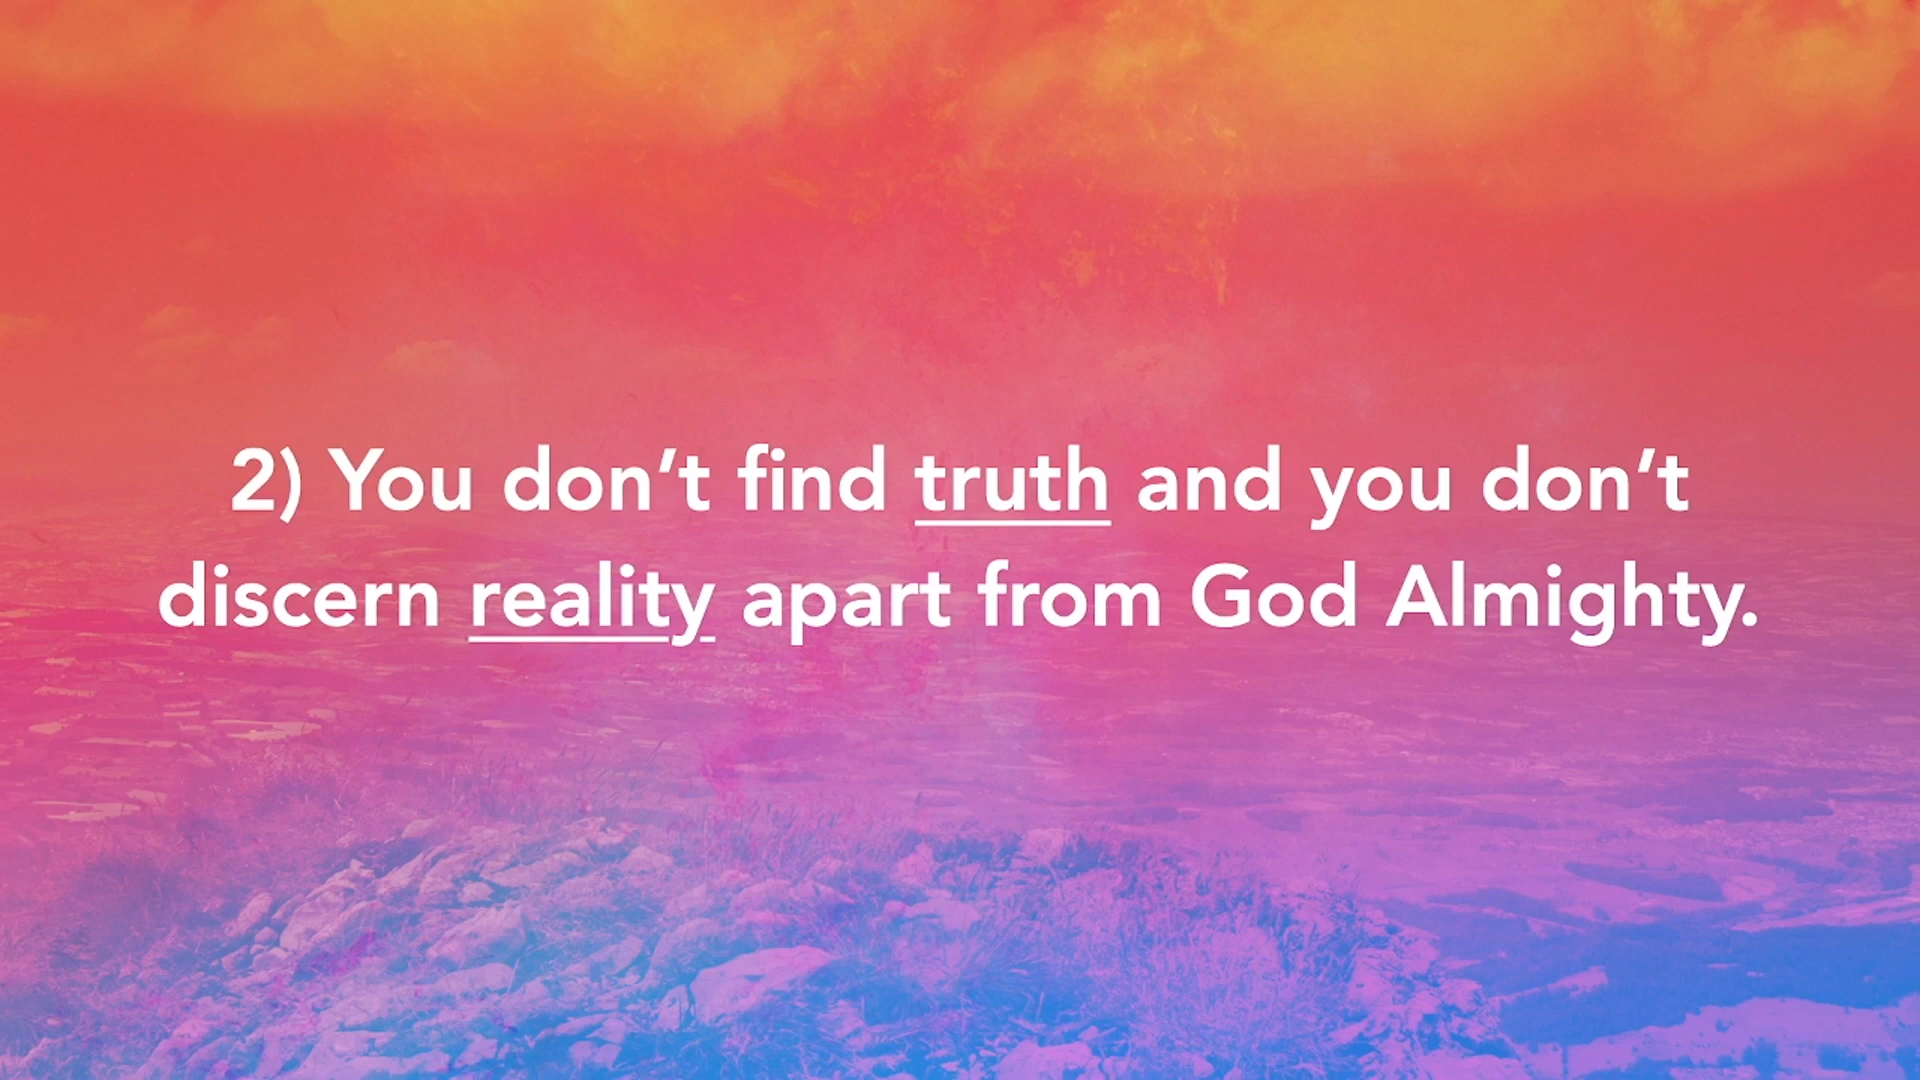 2) You don’t find truth and you don’t
discern reality apart from God Almighty.